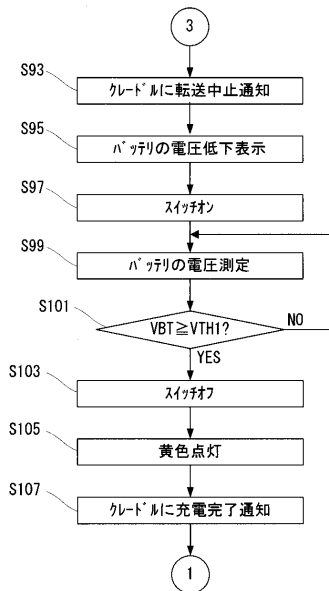 3
S93
ｸﾚｰﾄﾞﾙに転送中止通知
S95
ﾊﾞｯﾃﾘの電圧低下表示
S97
ｽｲｯﾁｵﾝ
S99
ﾊﾞｯﾃﾘの電圧測定
S101
VBT≧VTH1?
NO
YES
S103
ｽｲｯﾁｵﾌ
S105
黄色点灯
S107
ｸﾚｰﾄﾞﾙに充電完了通知
1